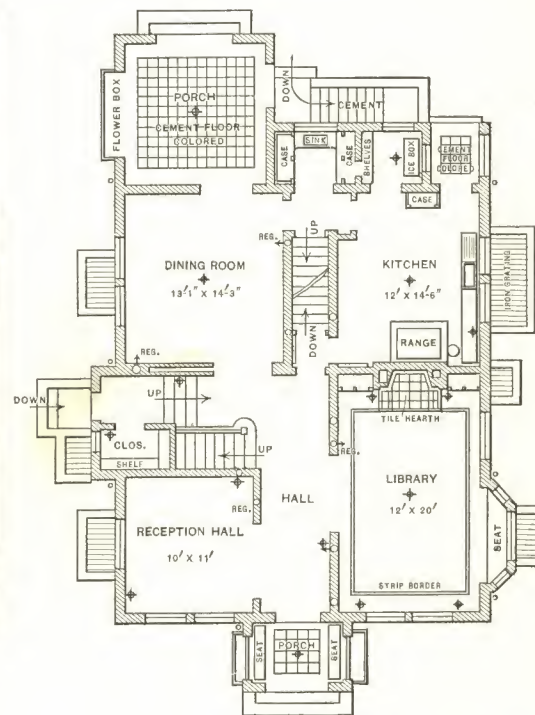 FLOWER BOX
PORCH
CEMENT FLOOR
COLORED
DOWN
CEMENT
CASE
SINK
CASE
SHELVES
ICE BOX
CEMENT
FLOOR
COLORED
CASE
REG.
UP
DINING ROOM
13'-1" X 14'-3"
KITCHEN
12' X 14'-6"
IRON GRATING
DOWN
RANGE
REG.
DOWN
UP
TILE HEARTH
CLOS.
SHELF
UP
REG.
HALL
LIBRARY
12' X 20'
REG.
RECEPTION HALL
10' X 11'
SEAT
STRIP BORDER
SEAT
PORCH
SEAT